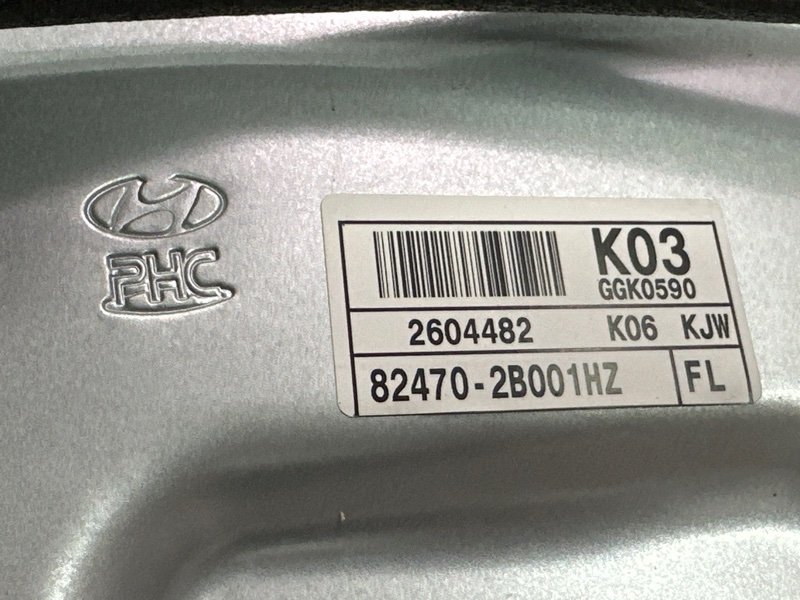 PHC
K03
GGK0590
2604482 K06 KJW
82470-2B001HZ FL